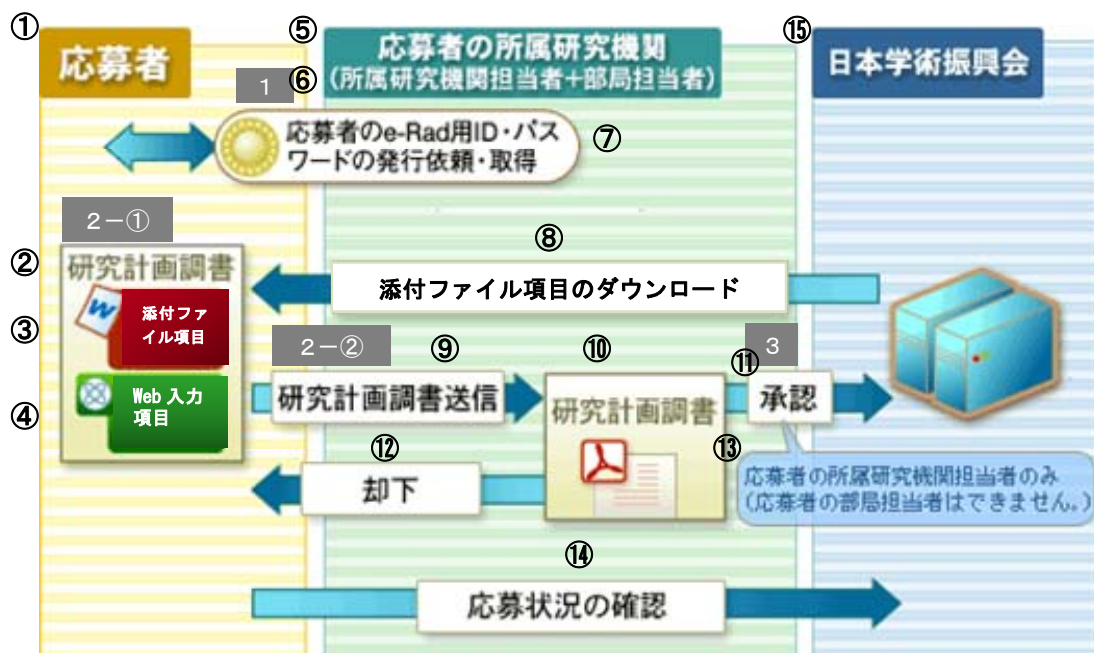 ①
応募者
⑤
応募者の所属研究機関
⑥
(所属研究機関担当者+部局担当者)
⑮
日本学術振興会
1
応募者のe-Rad用ID・パス
ワードの発行依頼・取得
⑦
2-①
②
研究計画調書
③
W
添付ファ
イル項目
④
Web 入力
項目
⑧
添付ファイル項目のダウンロード
2-②
⑨
研究計画調書送信
⑩
研究計画調書
⑪
3
承認
⑫
却下
⑬
応募者の所属研究機関担当者のみ
(応募者の部局担当者はできません。)
⑭
応募状況の確認